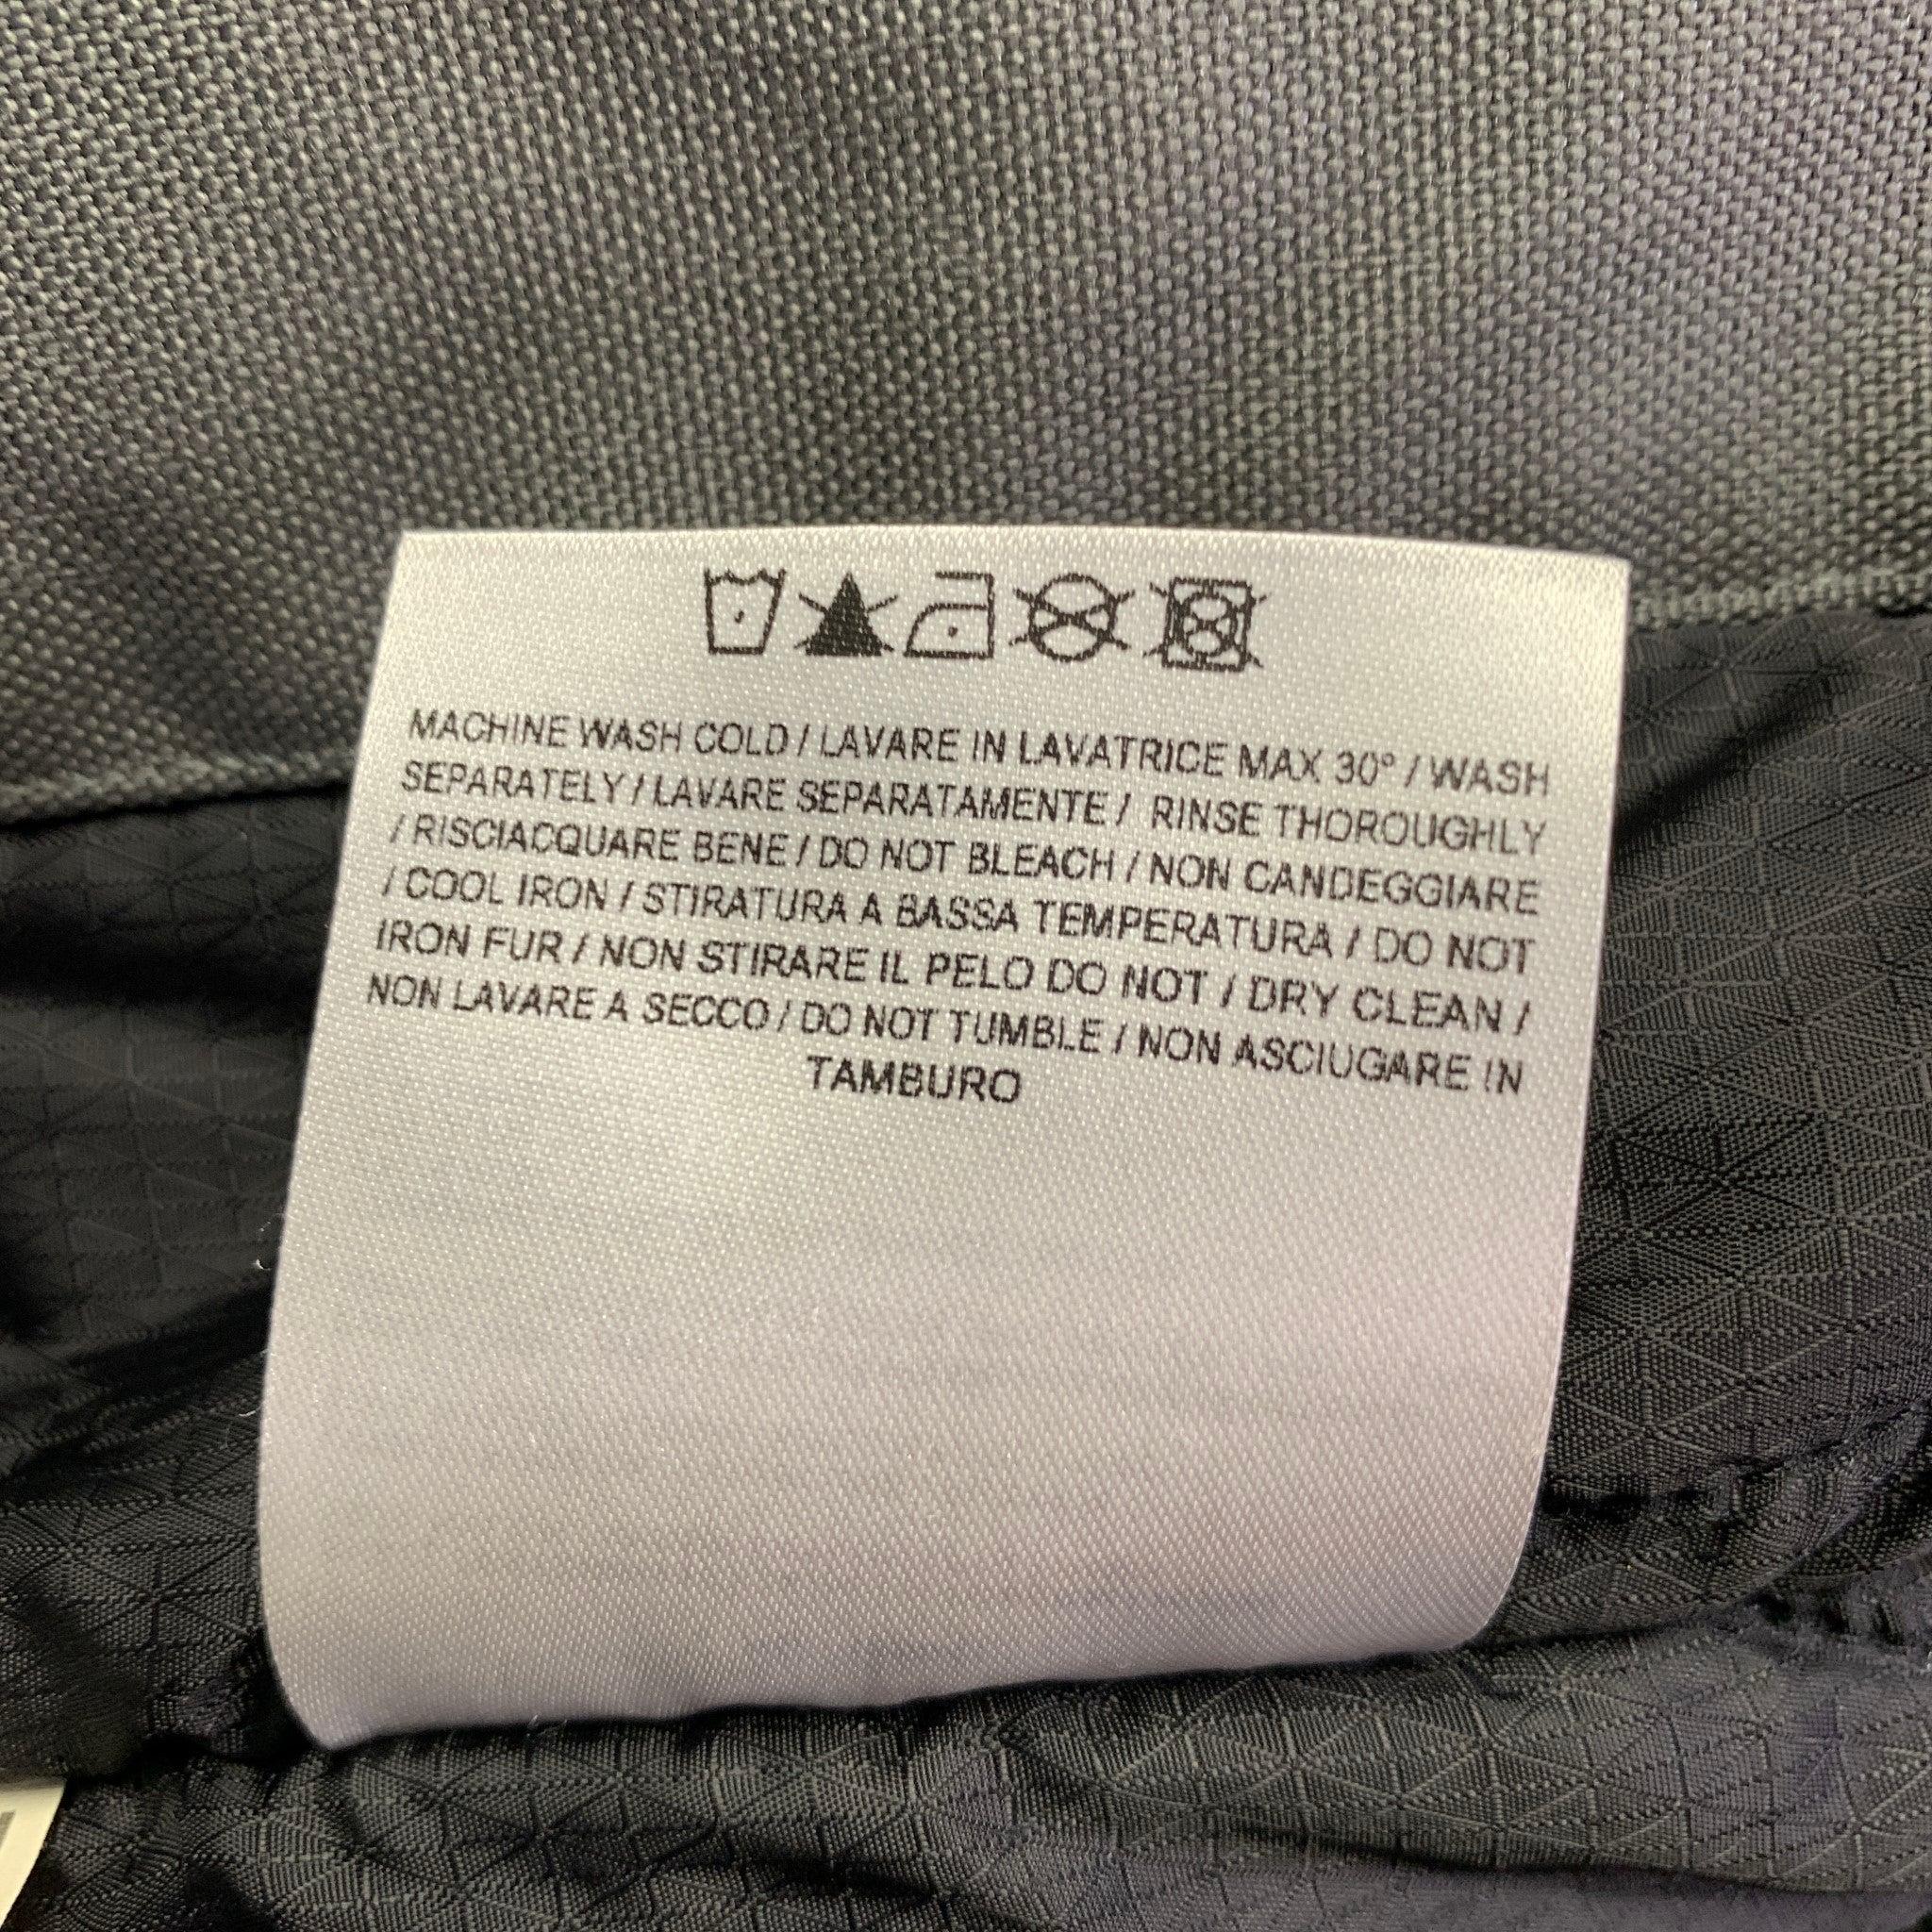 MACHINE WASH COLD / LAVARE IN LAVATRICE MAX 30° / WASH
SEPARATELY / LAVARE SEPARATAMENTE / RINSE THOROUGHLY
/ RISCIACQUARE BENE / DO NOT BLEACH / NON CANDEGGIARE
/ COOL IRON / STIRATURA A BASSA TEMPERATURA / DO NOT
IRON FUR / NON STIRARE IL PELO DO NOT / DRY CLEAN /
NON LAVARE A SECCO / DO NOT TUMBLE / NON ASCIUGARE IN
TAMBURO